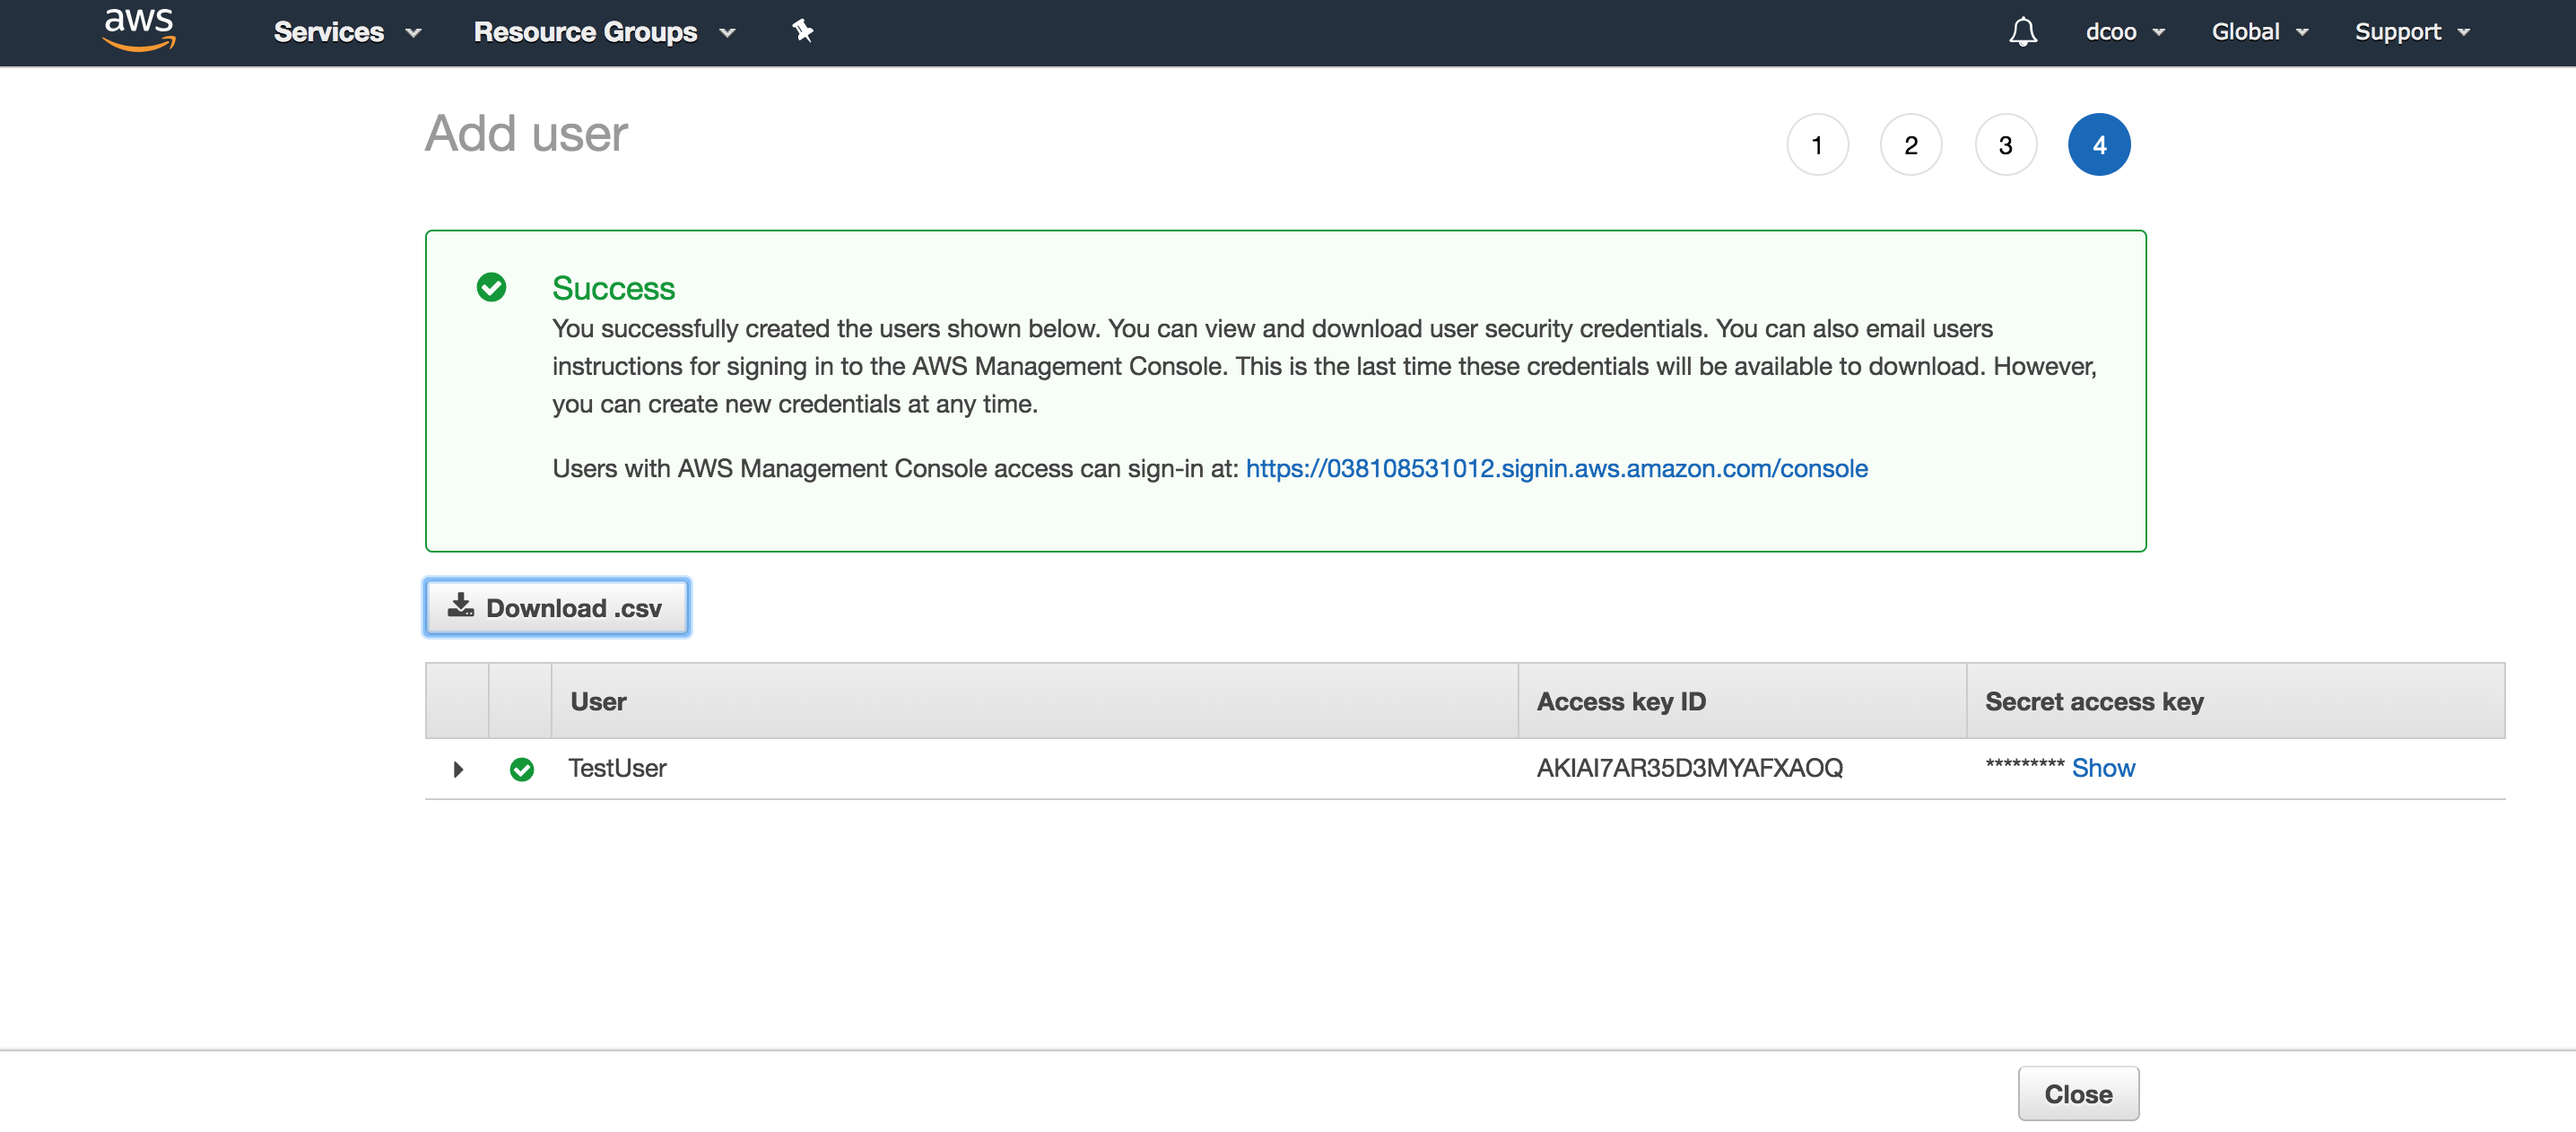 aws Services Resource Groups dcoo Global Support
Add user 1 2 3 4
Success
You successfully created the users shown below. You can view and download user security credentials. You can also email users
instructions for signing in to the AWS Management Console. This is the last time these credentials will be available to download. However,
you can create new credentials at any time.
Users with AWS Management Console access can sign-in at: https://038108531012.signin.aws.amazon.com/console
Download .csv
User Access key ID Secret access key
TestUser AKIAI7AR35D3MYAFXAOQ ********* Show
Close